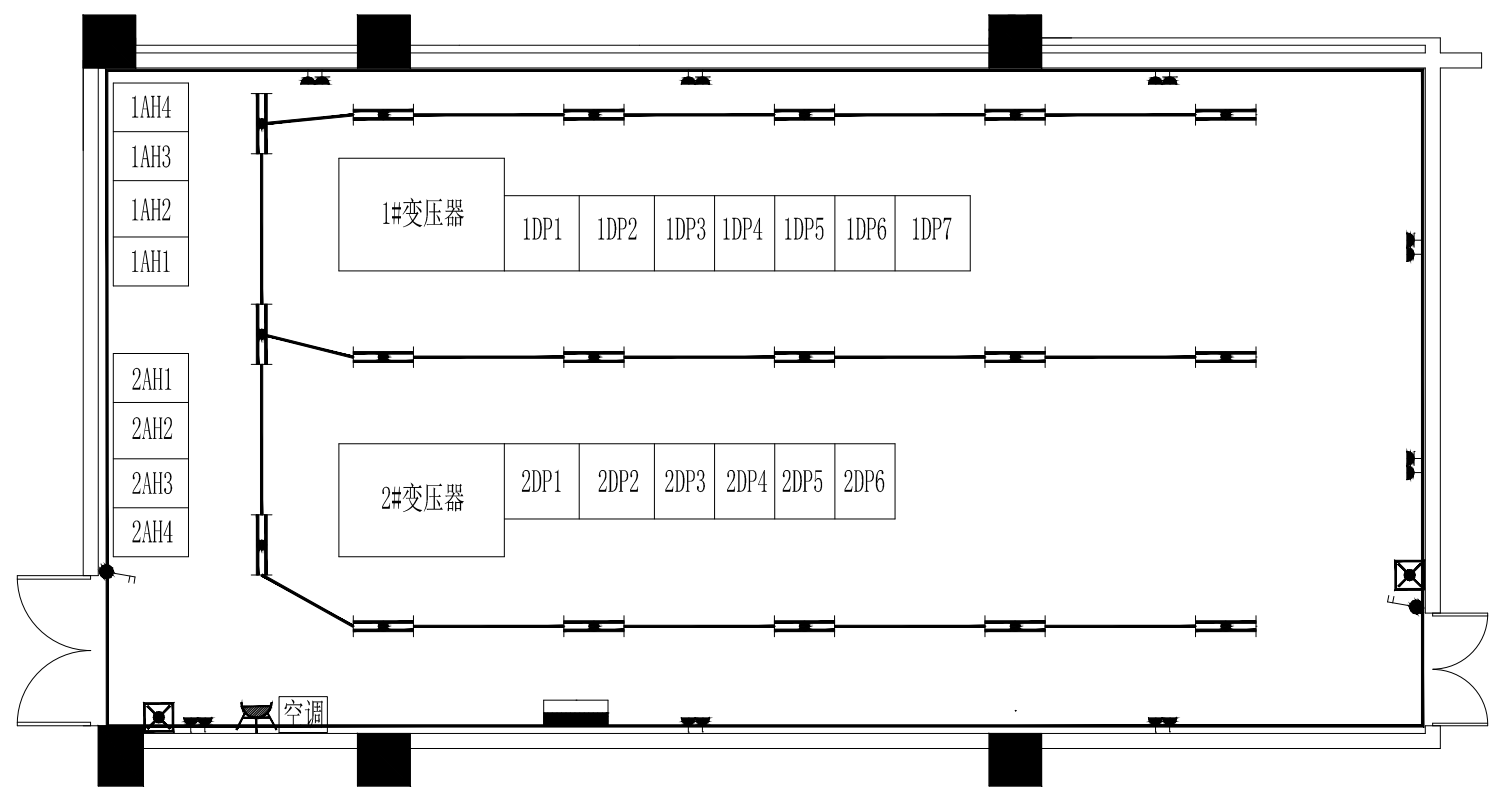 1AH4
1AH3
1AH2
1AH1
1#变压器
1DP1
1DP2
1DP3
1DP4
1DP5
1DP6
1DP7
2AH1
2AH2
2AH3
2AH4
2#变压器
2DP1
2DP2
2DP3
2DP4
2DP5
2DP6
空调